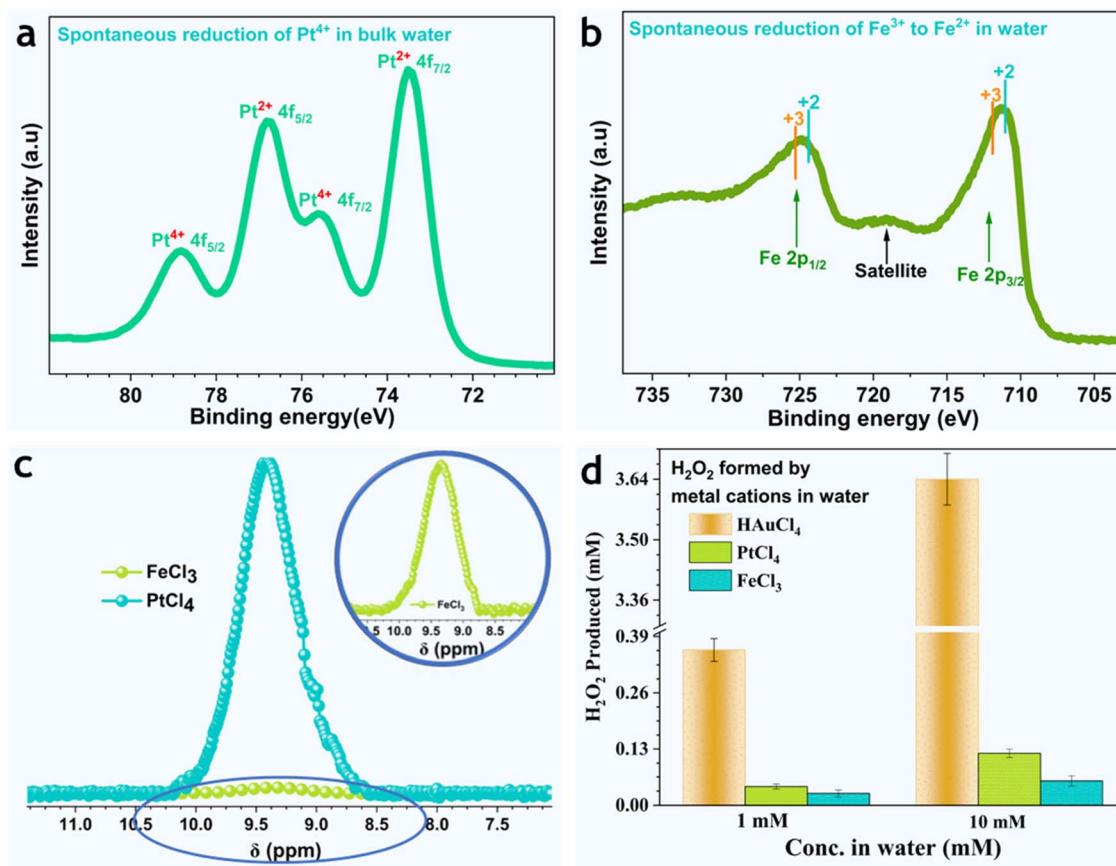 a
Spontaneous reduction of Pt⁴⁺ in bulk water
Pt²⁺ 4f₇/₂
Pt²⁺ 4f₅/₂
Pt⁴⁺ 4f₇/₂
Pt⁴⁺ 4f₅/₂
Intensity (a.u)
80 78 76 74 72
Binding energy(eV)
b
Spontaneous reduction of Fe³⁺ to Fe²⁺ in water
+3 +2
+3 +2
Fe 2p₁/₂
Satellite
Fe 2p₃/₂
Intensity (a.u)
735 730 725 720 715 710 705
Binding energy (eV)
c
FeCl₃
PtCl₄
FeCl₃
10.0 9.5 9.0 8.5
δ (ppm)
11.0 10.5 10.0 9.5 9.0 8.5 8.0 7.5
δ (ppm)
d
H₂O₂ formed by
metal cations in water
HAuCl₄
PtCl₄
FeCl₃
H₂O₂ Produced (mM)
3.64
3.50
3.36
0.39
0.26
0.13
0.00
1 mM 10 mM
Conc. in water (mM)